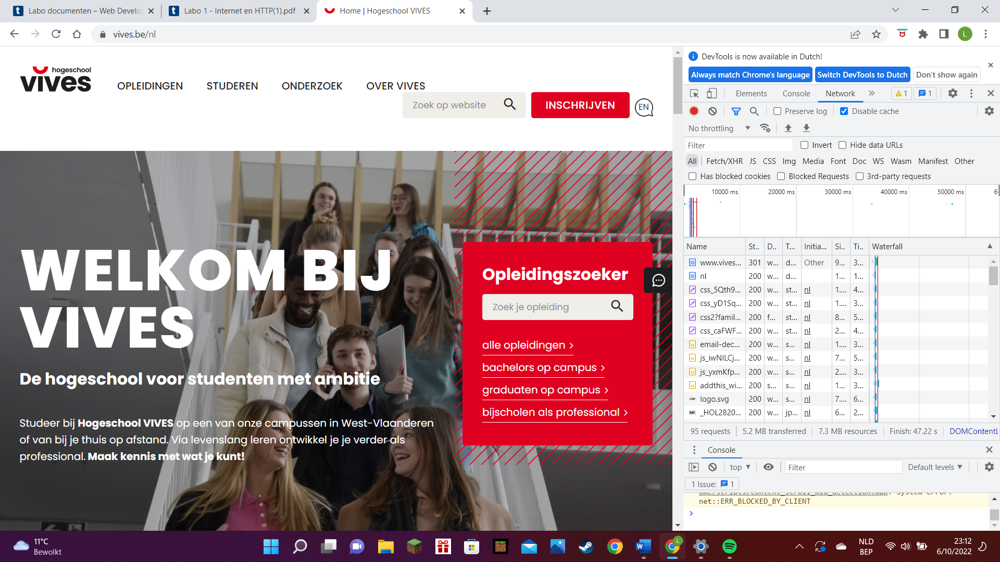 Labo documenten – Web Develo
Labo 1 - Internet en HTTP(1).pdf
Home | Hogeschool VIVES
vives.be/nl
L
hogeschool
vives
OPLEIDINGEN
STUDEREN
ONDERZOEK
OVER VIVES
Zoek op website
INSCHRIJVEN
EN
WELKOM BIJ
VIVES
De hogeschool voor studenten met ambitie
Studeer bij Hogeschool VIVES op een van onze campussen in West-Vlaanderen
of van bij je thuis op afstand. Via levenslang leren ontwikkel je je verder als
professional. Maak kennis met wat je kunt!
Opleidingszoeker
Zoek je opleiding
alle opleidingen >
bachelors op campus >
graduaten op campus >
bijscholen als professional >
DevTools is now available in Dutch!
Always match Chrome's language
Switch DevTools to Dutch
Don't show again
Elements
Console
Network
»
1
1
Preserve log
Disable cache
No throttling
Filter
Invert
Hide data URLs
All
Fetch/XHR
JS
CSS
Img
Media
Font
Doc
WS
Wasm
Manifest
Other
Has blocked cookies
Blocked Requests
3rd-party requests
10000 ms
20000 ms
30000 ms
40000 ms
50000 ms
6
Name St.. D.. T... Initia... Si.. Ti.. Waterfall
www.vives... 301 w... d... Other 9... 3...
nl 200 w... d... 1... 1...
css_5Qth9... 200 w... st... nl 1.... 4...
css_yD1Sq... 200 w... st... nl 1.... 3...
css2?famil... 200 f... st... nl 8... 5...
css_caFWF... 200 w... st... nl 2... 4...
email-dec... 200 w... s... nl 1.... 3...
js_iwNILCj... 200 w... s... nl 7... 5...
js_yxmKfp... 200 w... s... nl 2.... 3...
addthis_wi... 200 s... s... nl 1... 3...
logo.svg 200 w... s... nl 7.... 6...
_HOL2820... 200 w... jp... nl 6... 2...
95 requests
5.2 MB transferred
7.3 MB resources
Finish: 47.22 s
DOMContentL
Console
top
Filter
Default levels
1 Issue: 1
ome/scripts/content_scroll_mid_detection.map: System error:
net::ERR_BLOCKED_BY_CLIENT
11°C
Bewolkt
L
NLD
BEP
23:12
6/10/2022